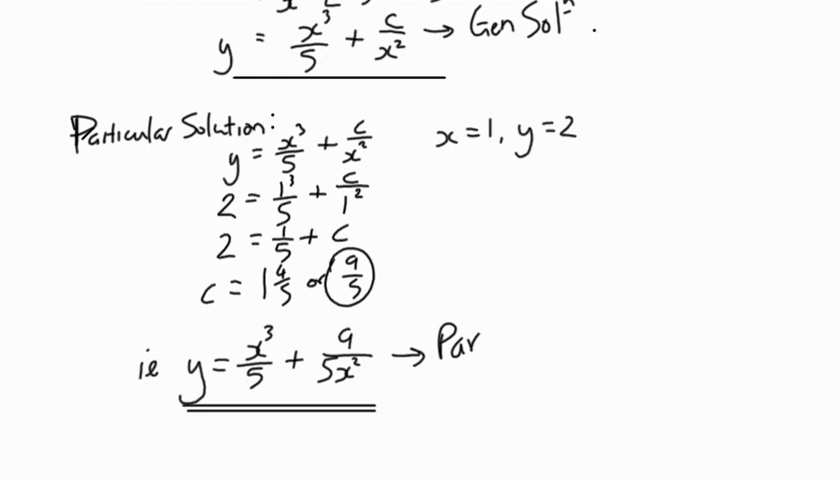 y = x³/5 + c/x² → Gen Solⁿ.
Particular Solution:
y = x³/5 + c/x² x = 1, y = 2
2 = 1³/5 + c/1²
2 = 1/5 + c
c = 1 4/5 or 9/5
ie y = x³/5 + 9/5x² → Par